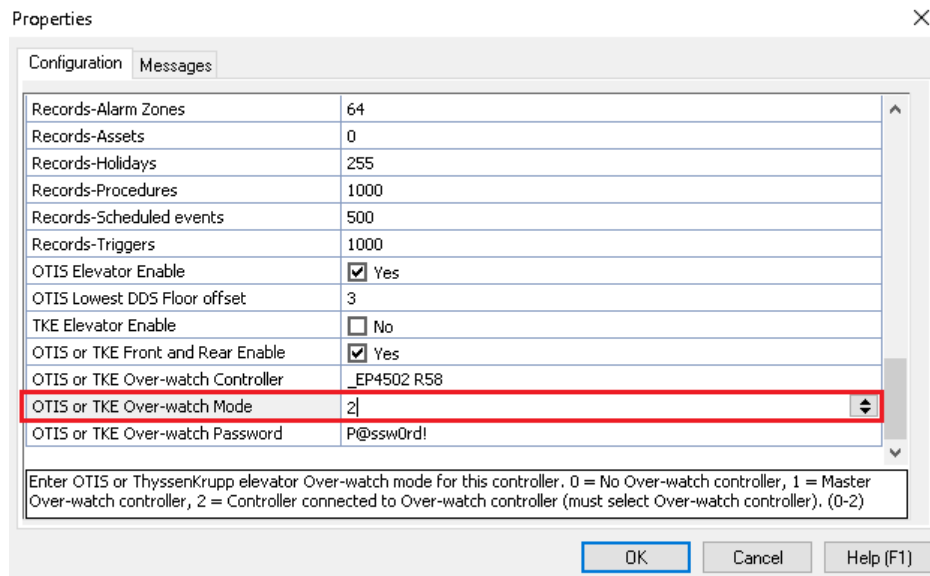 Properties
Configuration Messages
Records-Alarm Zones 64
Records-Assets 0
Records-Holidays 255
Records-Procedures 1000
Records-Scheduled events 500
Records-Triggers 1000
OTIS Elevator Enable Yes
OTIS Lowest DDS Floor offset 3
TKE Elevator Enable No
OTIS or TKE Front and Rear Enable Yes
OTIS or TKE Over-watch Controller _EP4502 R58
OTIS or TKE Over-watch Mode 2
OTIS or TKE Over-watch Password P@ssw0rd!
Enter OTIS or ThyssenKrupp elevator Over-watch mode for this controller. 0 = No Over-watch controller, 1 = Master
Over-watch controller, 2 = Controller connected to Over-watch controller (must select Over-watch controller). (0-2)
OK Cancel Help (F1)